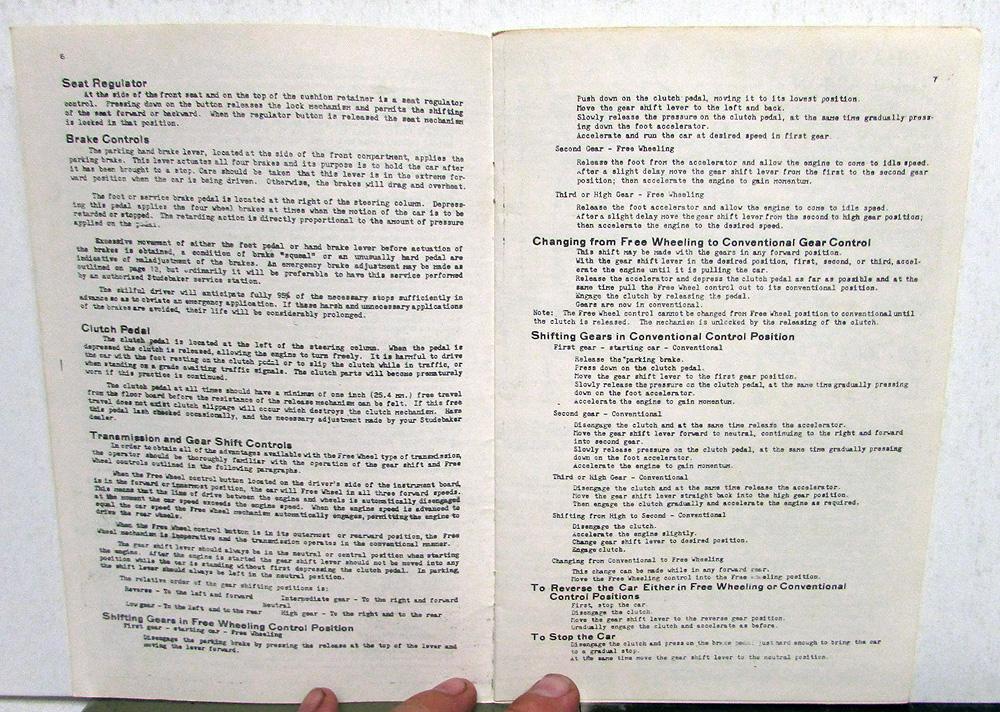 6
Seat Regulator
At the side of the front seat and on the top of the cushion retainer is a seat regulator
control. Pressing down on the button releases the lock mechanism and permits the shifting
of the seat forward or backward. When the regulator button is released the seat mechanism
is locked in that position.
Brake Controls
The parking hand brake lever, located at the side of the front compartment, applies the
parking brake. This lever actuates all four brakes and its purpose is to hold the car after
it has been brought to a stop. Care should be taken that this lever is in the extreme for-
ward position when the car is being driven. Otherwise, the brakes will drag and overheat.
The foot or service brake pedal is located at the right of the steering column. Depress-
ing this pedal applies the four wheel brakes at times when the motion of the car is to be
retarded or stopped. The retarding action is directly proportional to the amount of pressure
applied on the pedal.
Excessive movement of either the foot pedal or hand brake lever before actuation of
the brakes is obtained, a condition of brake "squeal" or an unusually hard pedal are
indicative of maladjustment of the brakes. An emergency brake adjustment may be made as
outlined on page 12, but ordinarily it will be preferable to have this service performed
by an authorized Studebaker service station.
The skilful driver will anticipate fully 95% of the necessary stops sufficiently in
advance so as to obviate an emergency application. If these harsh and unnecessary applications
of the brakes are avoided, their life will be considerably prolonged.
Clutch Pedal
The clutch pedal is located at the left of the steering column. When the pedal is
depressed the clutch is released, allowing the engine to turn freely. It is harmful to drive
the car with the foot resting on the clutch pedal or to slip the clutch while in traffic, or
when standing on a grade awaiting traffic signals. The clutch parts will become prematurely
worn if this practice is continued.
The clutch pedal at all times should have a minimum of one inch (25.4 mm.) free travel
from the floor board before the resistance of the release mechanism can be felt. If this free
travel does not exist clutch slippage will occur which destroys the clutch mechanism. Have
this pedal lash checked occasionally, and the necessary adjustment made by your Studebaker
dealer.
Transmission and Gear Shift Controls
In order to obtain all of the advantages available with the Free Wheel type of transmission,
the operator should be thoroughly familiar with the operation of the gear shift and Free
Wheel controls outlined in the following paragraphs.
When the Free Wheel control button located on the driver's side of the instrument board,
is in the forward or innermost position, the car will Free Wheel in all three forward speeds.
This means that the line of drive between the engine and wheels is automatically disengaged
at the moment the car speed exceeds the engine speed. When the engine speed is advanced to
equal the car speed the Free Wheel mechanism automatically engages, permitting the engine to
drive the rear wheels.
When the Free Wheel control button is in its outermost or rearward position, the Free
Wheel mechanism is inoperative and the transmission operates in the conventional manner.
The gear shift lever should always be in the neutral or central position when starting
the engine. After the engine is started the gear shift lever should not be moved into any
position while the car is standing without first depressing the clutch pedal. In parking,
the shift lever should always be left in the neutral position.
The relative order of the gear shifting positions is:
Reverse - To the left and forward Intermediate gear - To the right and forward
Neutral
Low gear - To the left and to the rear High gear - To the right and to the rear
Shifting Gears in Free Wheeling Control Position
First gear - starting car - Free Wheeling
Disengage the parking brake by pressing the release at the top of the lever and
moving the lever forward.
7
Push down on the clutch pedal, moving it to its lowest position.
Move the gear shift lever to the left and back.
Slowly release the pressure on the clutch pedal, at the same time gradually press-
ing down the foot accelerator.
Accelerate and run the car at desired speed in first gear.
Second Gear - Free Wheeling
Release the foot from the accelerator and allow the engine to come to idle speed.
After a slight delay move the gear shift lever from the first to the second gear
position; then accelerate the engine to gain momentum.
Third or High Gear - Free Wheeling
Release the foot accelerator and allow the engine to come to idle speed.
After a slight delay move the gear shift lever from the second to high gear position;
then accelerate the engine to the desired speed.
Changing from Free Wheeling to Conventional Gear Control
This shift may be made with the gears in any forward position.
With the gear shift lever in the desired position, first, second, or third, accel-
erate the engine until it is pulling the car.
Release the accelerator and depress the clutch pedal as far as possible and at the
same time pull the Free Wheel control out to its conventional position.
Engage the clutch by releasing the pedal.
Gears are now in conventional.
Note: The Free Wheel control cannot be changed from Free Wheel position to conventional until
the clutch is released. The mechanism is unlocked by the releasing of the clutch.
Shifting Gears in Conventional Control Position
First gear - starting car - Conventional
Release the parking brake.
Press down on the clutch pedal.
Move the gear shift lever to the first gear position.
Slowly release the pressure on the clutch pedal, at the same time gradually pressing
down on the foot accelerator.
Accelerate the engine to gain momentum.
Second gear - Conventional
Disengage the clutch and at the same time release the accelerator.
Move the gear shift lever forward to neutral, continuing to the right and forward
into second gear.
Slowly release pressure on the clutch pedal, at the same time gradually pressing
down on the foot accelerator.
Accelerate the engine to gain momentum.
Third or High Gear - Conventional
Disengage the clutch and at the same time release the accelerator.
Move the gear shift lever straight back into the high gear position.
Then engage the clutch gradually and accelerate the engine as required.
Shifting from High to Second - Conventional
Disengage the clutch.
Accelerate the engine slightly.
Change gear shift lever to desired position.
Engage clutch.
Changing from Conventional to Free Wheeling
This change can be made while in any forward gear.
Move the Free Wheeling control into the Free Wheeling position.
To Reverse the Car Either in Free Wheeling or Conventional
Control Positions
First, stop the car.
Disengage the clutch.
Move the gear shift lever to the reverse gear position.
Gradually engage the clutch and accelerate as before.
To Stop the Car
Disengage the clutch and press on the brake pedal just hard enough to bring the car
to a gradual stop.
At the same time move the gear shift lever to the neutral position.